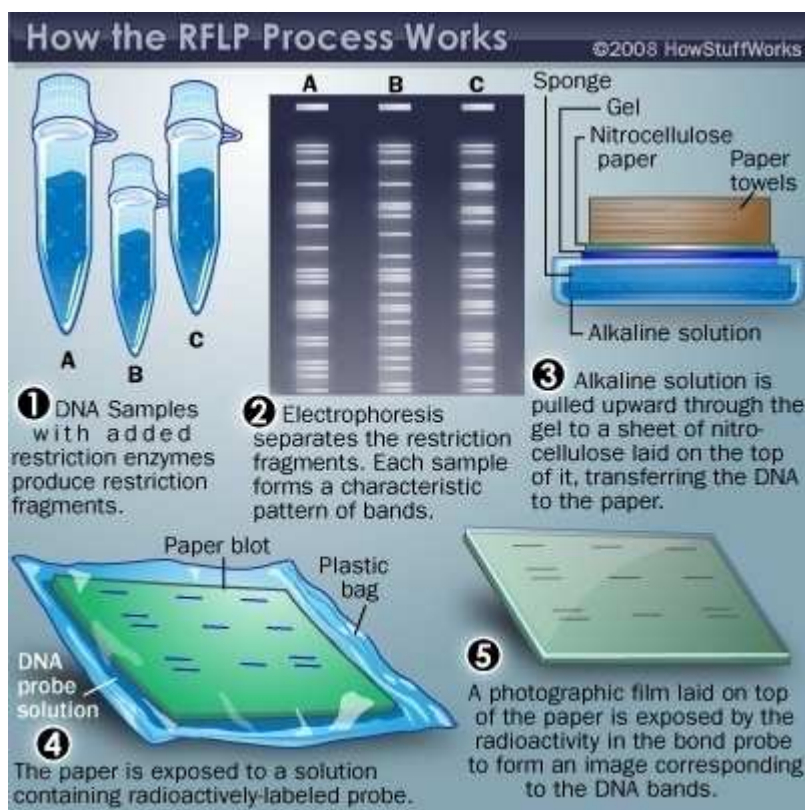 How the RFLP Process Works
©2008 HowStuffWorks
A
B
C
A B C
Sponge
Gel
Nitrocellulose
paper
Paper
towels
Alkaline solution
1 DNA Samples
with added
restriction enzymes
produce restriction
fragments.
2 Electrophoresis
separates the restriction
fragments. Each sample
forms a characteristic
pattern of bands.
3 Alkaline solution is
pulled upward through the
gel to a sheet of nitro-
cellulose laid on the top
of it, transferring the DNA
to the paper.
Paper blot
Plastic
bag
DNA
probe
solution
4
The paper is exposed to a solution
containing radioactively-labeled probe.
5
A photographic film laid on top
of the paper is exposed by the
radioactivity in the bond probe
to form an image corresponding
to the DNA bands.